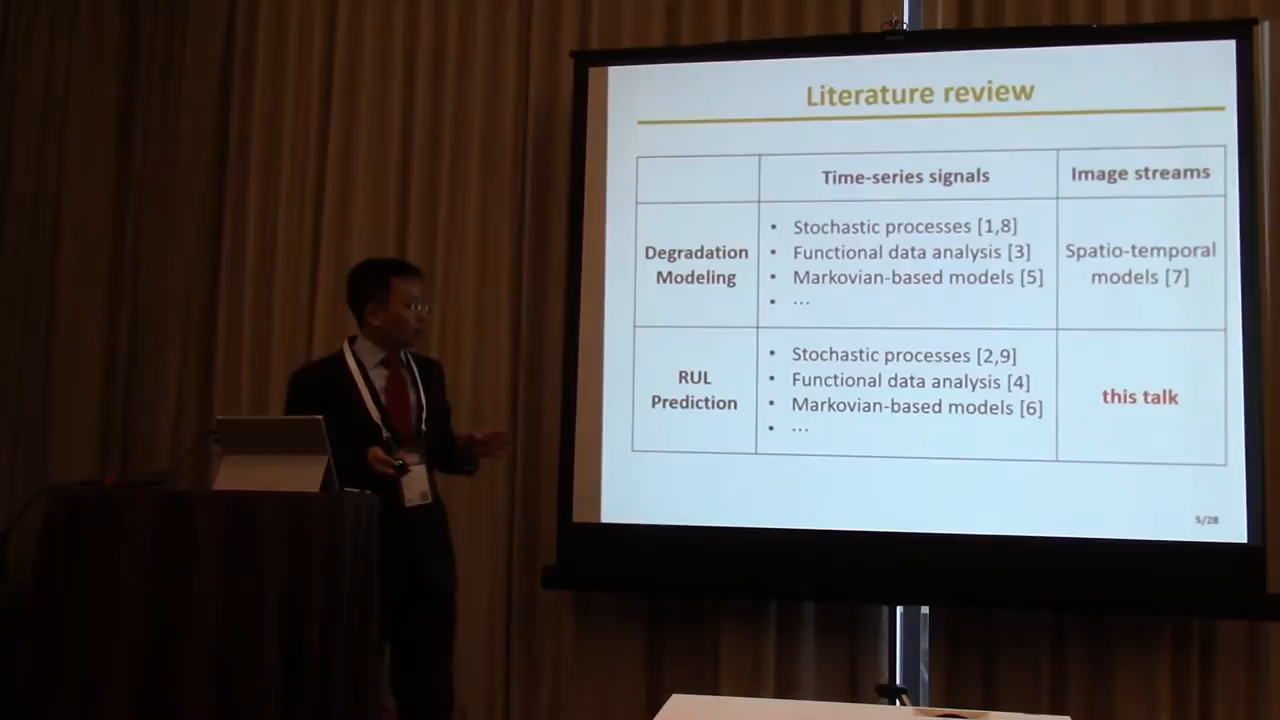 Literature review
Time-series signals
Image streams
Degradation
Modeling
• Stochastic processes [1,8]
• Functional data analysis [3]
• Markovian-based models [5]
• ...
Spatio-temporal
models [7]
RUL
Prediction
• Stochastic processes [2,9]
• Functional data analysis [4]
• Markovian-based models [6]
• ...
this talk
5/28